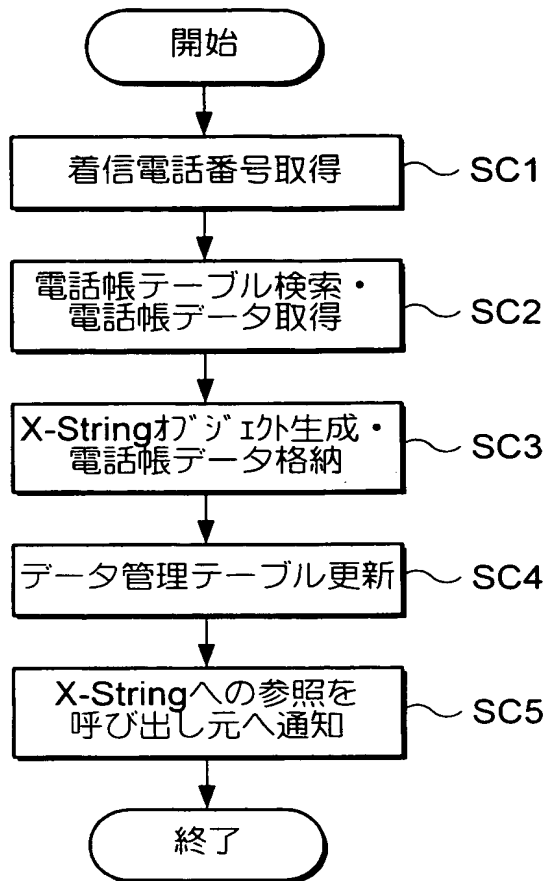 開始
着信電話番号取得
SC1
電話帳テーブル検索・
電話帳データ取得
SC2
X-Stringｵﾌﾞｼﾞｪｸﾄ生成・
電話帳データ格納
SC3
データ管理テーブル更新
SC4
X-Stringへの参照を
呼び出し元へ通知
SC5
終了